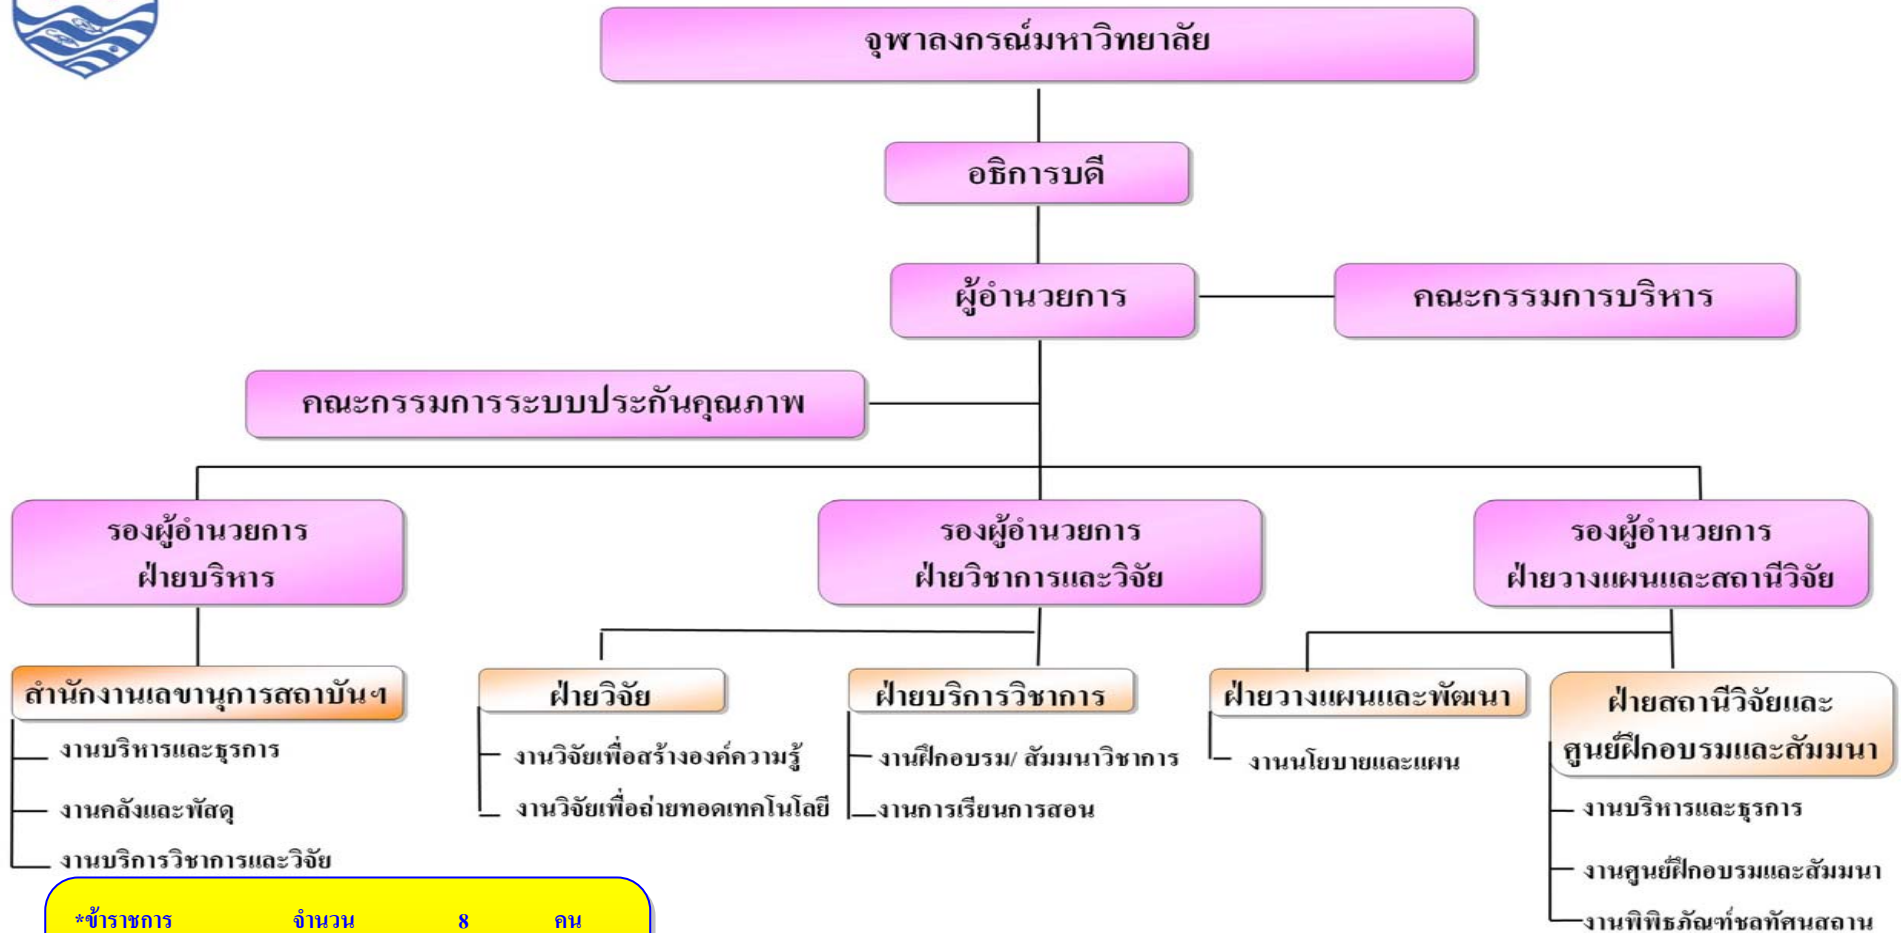 จุฬาลงกรณ์มหาวิทยาลัย
อธิการบดี
ผู้อำนวยการ
คณะกรรมการบริหาร
คณะกรรมการระบบประกันคุณภาพ
รองผู้อำนวยการ
ฝ่ายบริหาร
รองผู้อำนวยการ
ฝ่ายวิชาการและวิจัย
รองผู้อำนวยการ
ฝ่ายวางแผนและสถานีวิจัย
สำนักงานเลขานุการสถาบันฯ
งานบริหารและธุรการ
งานคลังและพัสดุ
งานบริการวิชาการและวิจัย
ฝ่ายวิจัย
งานวิจัยเพื่อสร้างองค์ความรู้
งานวิจัยเพื่อถ่ายทอดเทคโนโลยี
ฝ่ายบริการวิชาการ
งานฝึกอบรม/ สัมมนาวิชาการ
งานการเรียนการสอน
ฝ่ายวางแผนและพัฒนา
งานนโยบายและแผน
ฝ่ายสถานีวิจัยและ
ศูนย์ฝึกอบรมและสัมมนา
งานบริหารและธุรการ
งานศูนย์ฝึกอบรมและสัมมนา
งานพิพิธภัณฑ์ชลทัศนสถาน
*ข้าราชการ จำนวน 8 คน